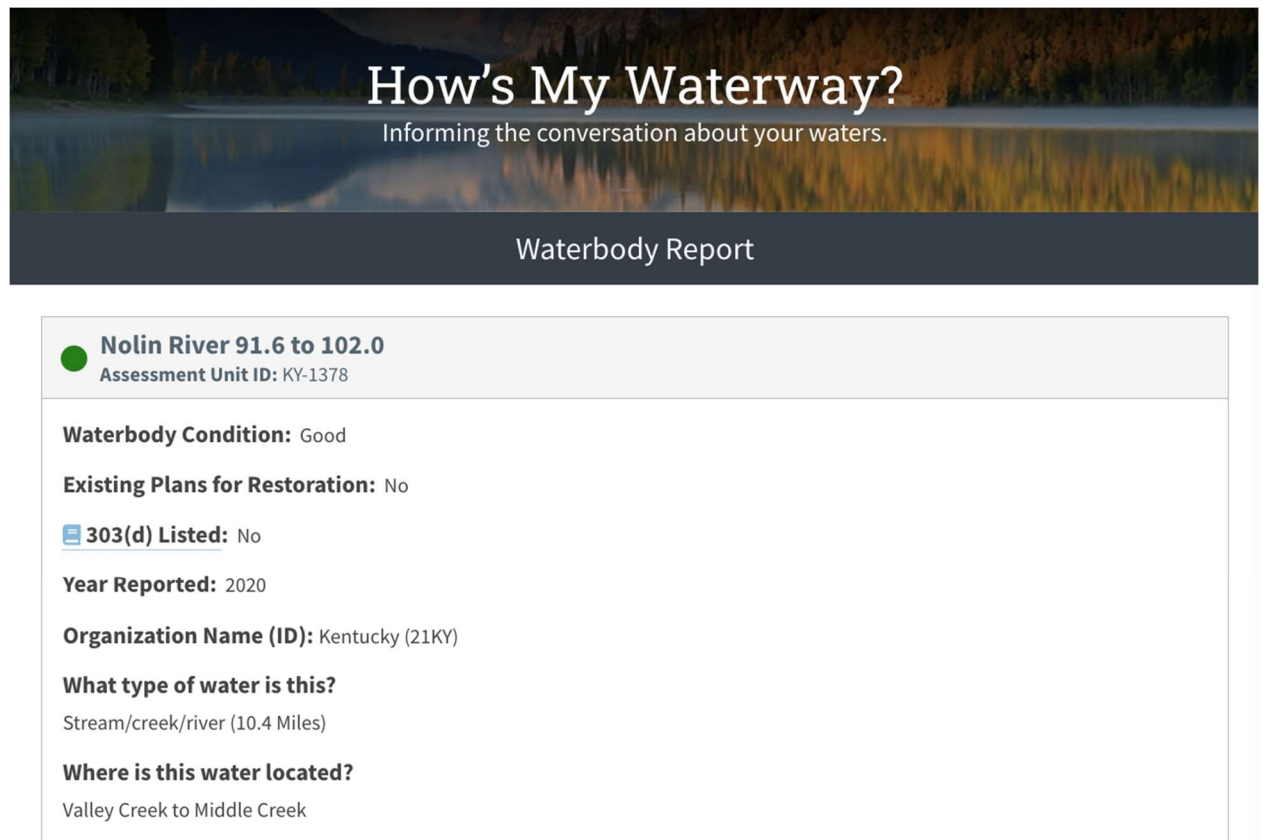 How's My Waterway?
Informing the conversation about your waters.
Waterbody Report
Nolin River 91.6 to 102.0
Assessment Unit ID: KY-1378
Waterbody Condition: Good
Existing Plans for Restoration: No
303(d) Listed: No
Year Reported: 2020
Organization Name (ID): Kentucky (21KY)
What type of water is this?
Stream/creek/river (10.4 Miles)
Where is this water located?
Valley Creek to Middle Creek